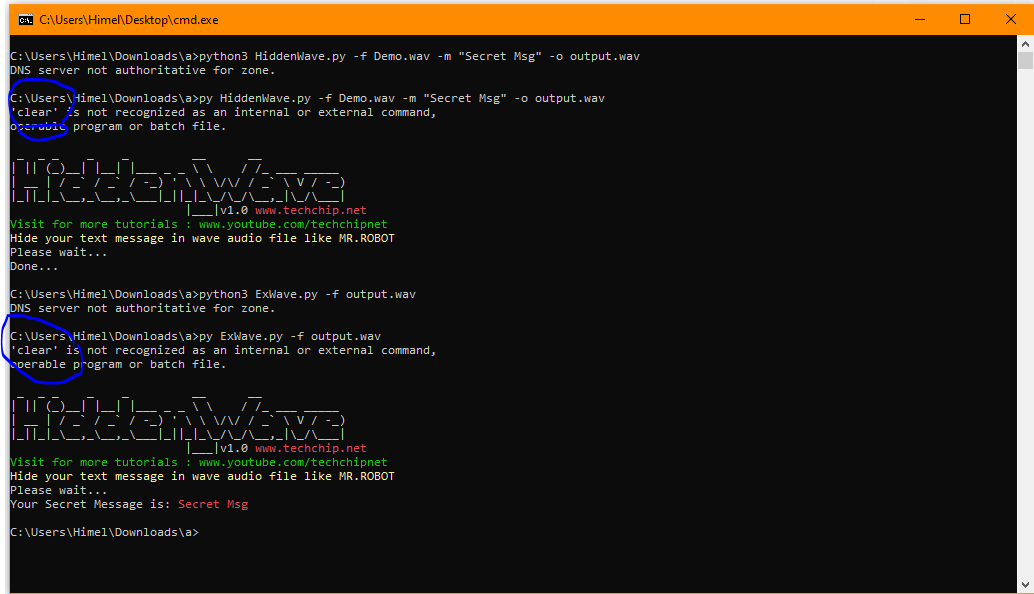 C:\Users\Himel\Desktop\cmd.exe
C:\Users\Himel\Downloads\a>python3 HiddenWave.py -f Demo.wav -m "Secret Msg" -o output.wav
DNS server not authoritative for zone.
C:\Users\Himel\Downloads\a>py HiddenWave.py -f Demo.wav -m "Secret Msg" -o output.wav
'clear' is not recognized as an internal or external command,
operable program or batch file.
HiddenWave
v1.0 www.techchip.net
Visit for more tutorials : www.youtube.com/techchipnet
Hide your text message in wave audio file like MR.ROBOT
Please wait...
Done...
C:\Users\Himel\Downloads\a>python3 ExWave.py -f output.wav
DNS server not authoritative for zone.
C:\Users\Himel\Downloads\a>py ExWave.py -f output.wav
'clear' is not recognized as an internal or external command,
operable program or batch file.
HiddenWave
v1.0 www.techchip.net
Visit for more tutorials : www.youtube.com/techchipnet
Hide your text message in wave audio file like MR.ROBOT
Please wait...
Your Secret Message is: Secret Msg
C:\Users\Himel\Downloads\a>